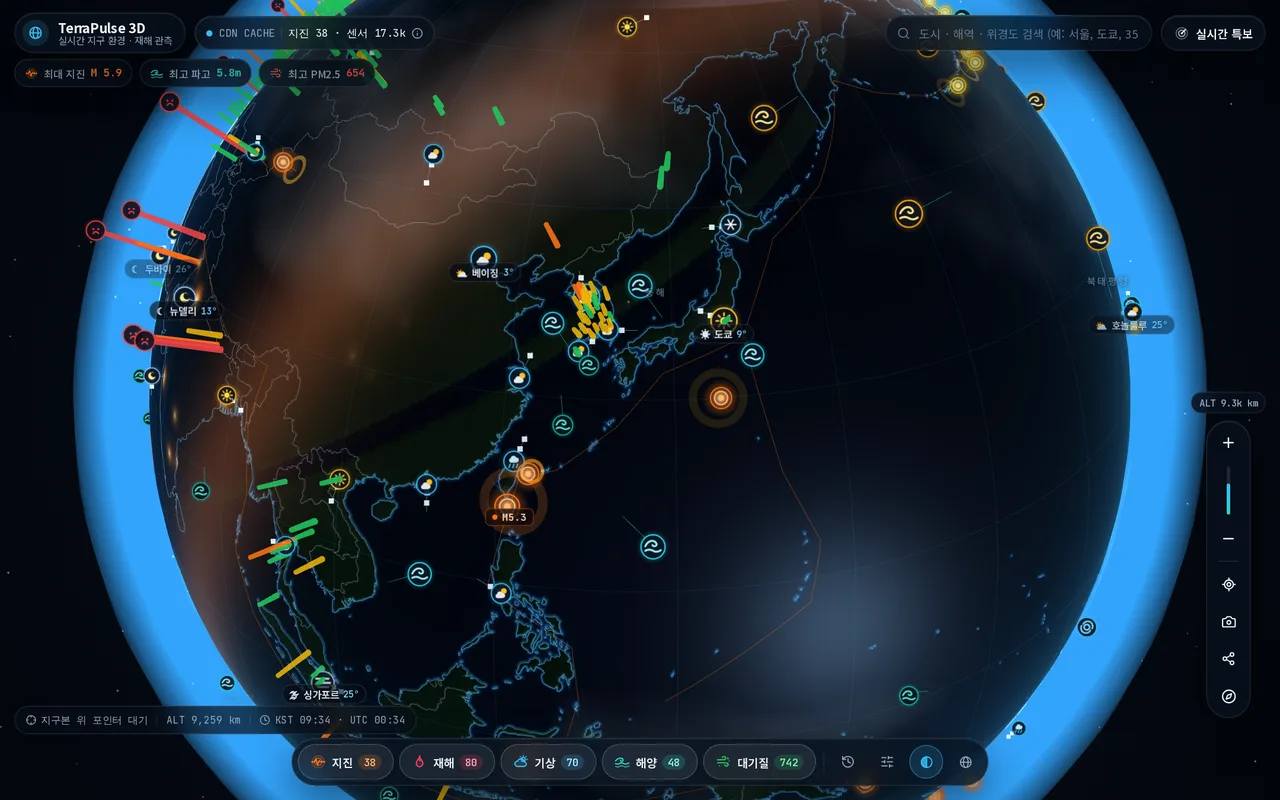 TerraPulse 3D
실시간 지구 환경 · 재해 관측
CDN CACHE 지진 38 · 센서 17.3k
도시 · 해역 · 위경도 검색 (예: 서울, 도쿄, 35
실시간 특보
최대 지진 M 5.9
최고 파고 5.8m
최고 PM2.5 654
두바이 26°
뉴델리 13°
베이징 3°
도쿄 9°
북태평양
호놀룰루 25°
ALT 9.3k km
M5.3
싱가포르 25°
지구본 위 포인터 대기 ALT 9,259 km KST 09:34 · UTC 00:34
지진 38
재해 80
기상 70
해양 48
대기질 742